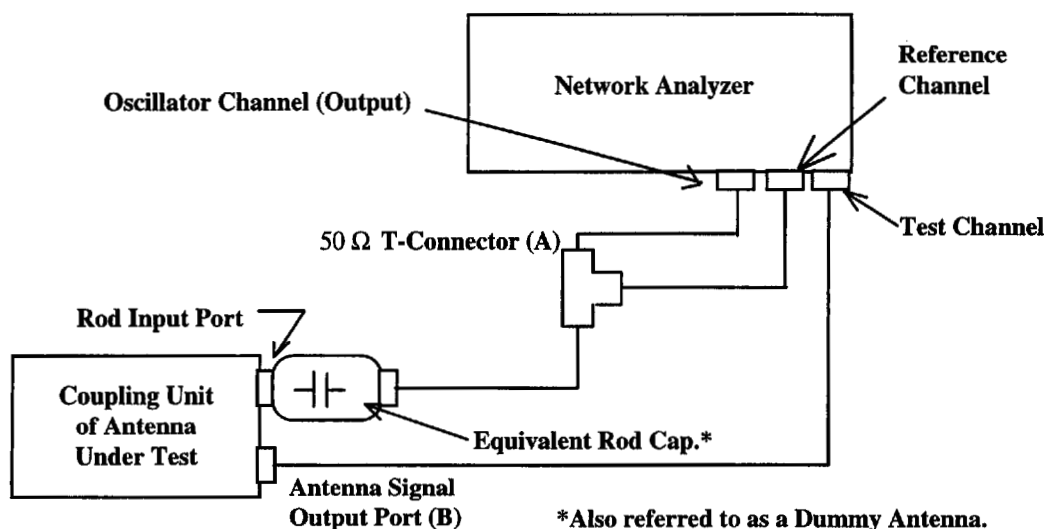 Network Analyzer
Reference
Channel
Oscillator Channel (Output)
50 Ω T-Connector (A)
Test Channel
Rod Input Port
Coupling Unit
of Antenna
Under Test
Equivalent Rod Cap.*
Antenna Signal
Output Port (B)
*Also referred to as a Dummy Antenna.